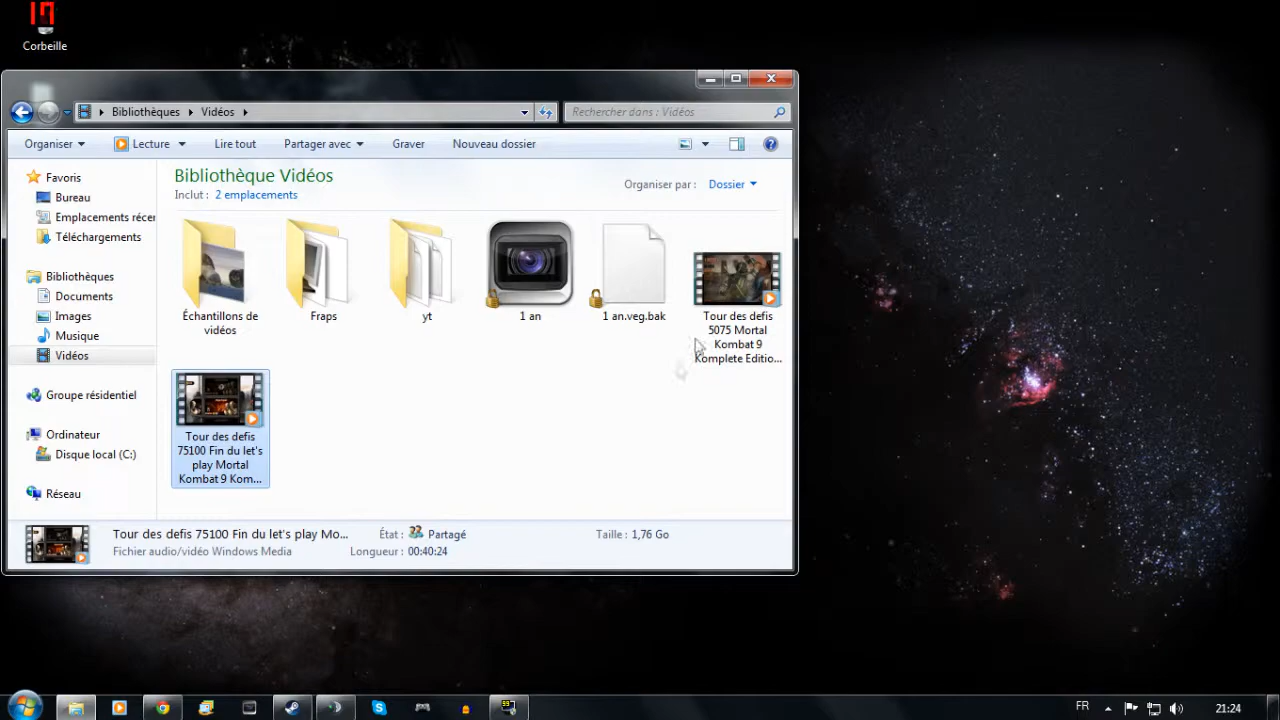 Corbeille
Bibliothèques
Vidéos
Rechercher dans : Vidéos
Organiser
Lecture
Lire tout
Partager avec
Graver
Nouveau dossier
Favoris
Bureau
Emplacements récer
Téléchargements
Bibliothèques
Documents
Images
Musique
Vidéos
Groupe résidentiel
Ordinateur
Disque local (C:)
Réseau
Bibliothèque Vidéos
Inclut : 2 emplacements
Organiser par : Dossier
Échantillons de
vidéos
Fraps
yt
1 an
1 an.veg.bak
Tour des defis
5075 Mortal
Kombat 9
Komplete Editio...
Tour des defis
75100 Fin du let's
play Mortal
Kombat 9 Kom...
Tour des defis 75100 Fin du let's play Mo...
Fichier audio/vidéo Windows Media
État : Partagé
Longueur : 00:40:24
Taille : 1,76 Go
FR
21:24